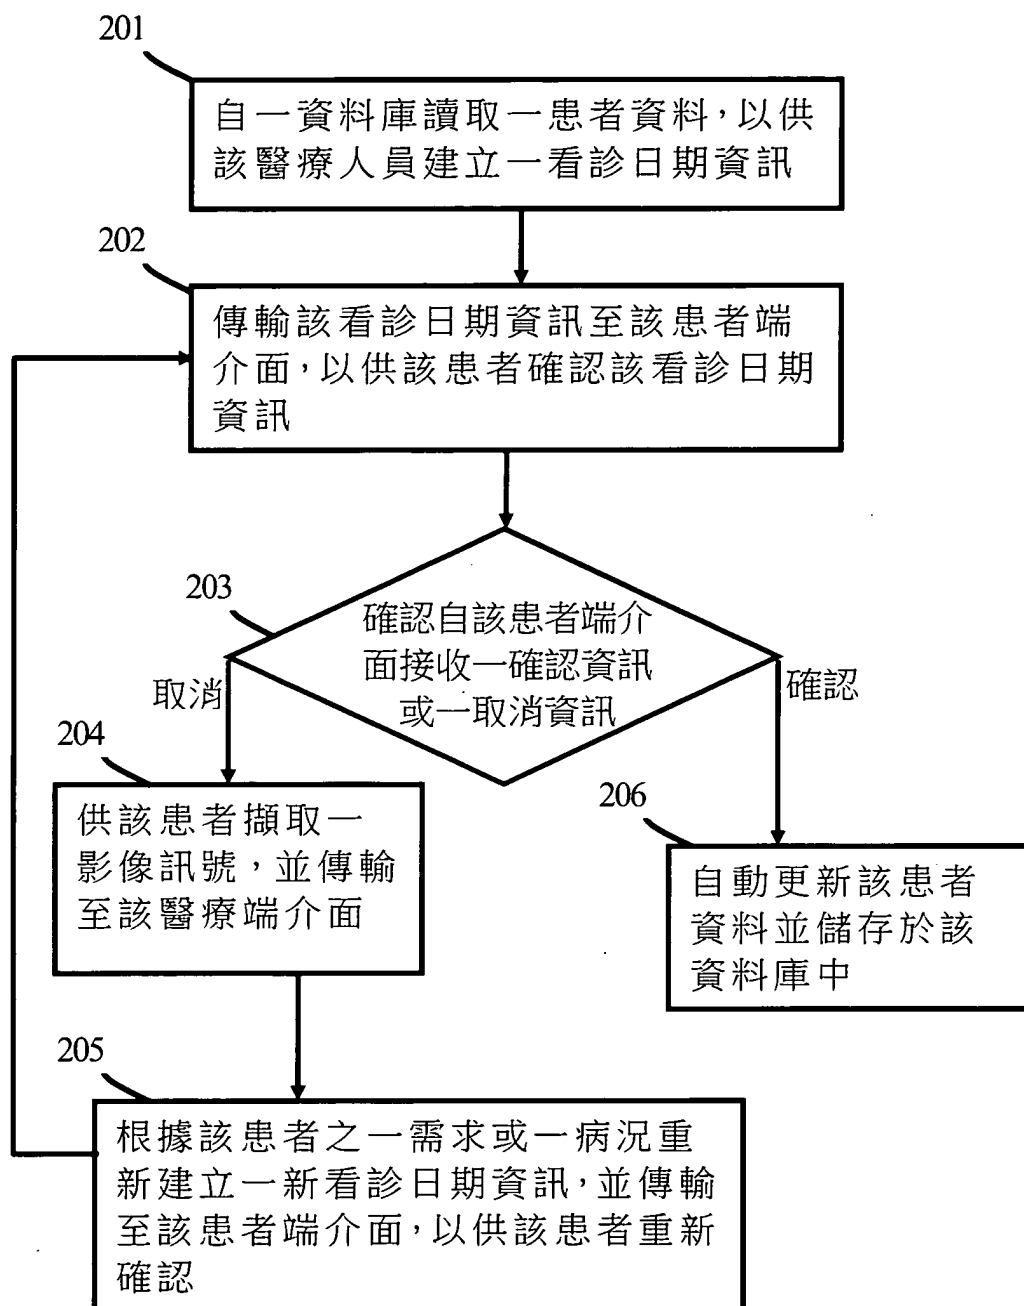 201
自一資料庫讀取一患者資料，以供
該醫療人員建立一看診日期資訊
202
傳輸該看診日期資訊至該患者端
介面，以供該患者確認該看診日期
資訊
203
確認自該患者端介
面接收一確認資訊
或一取消資訊
取消
確認
204
供該患者擷取一
影像訊號，並傳輸
至該醫療端介面
206
自動更新該患者
資料並儲存於該
資料庫中
205
根據該患者之一需求或一病況重
新建立一新看診日期資訊，並傳輸
至該患者端介面，以供該患者重新
確認